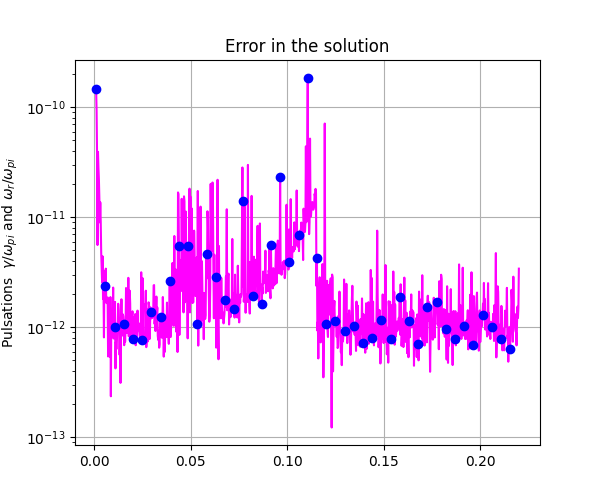 Error in the solution
Pulsations γ/ω_{pi} and ω_r/ω_{pi}
10^{-10}
10^{-11}
10^{-12}
10^{-13}
0.00 0.05 0.10 0.15 0.20